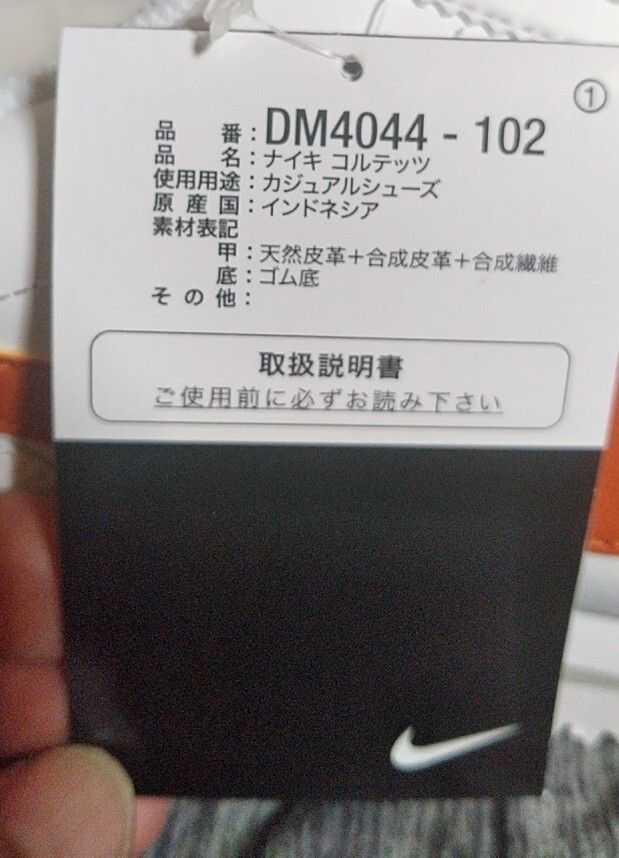 ①
品番：DM4044 - 102
品名：ナイキ コルテッツ
使用用途：カジュアルシューズ
原産国：インドネシア
素材表記
甲：天然皮革＋合成皮革＋合成繊維
底：ゴム底
その他：
取扱説明書
ご使用前に必ずお読み下さい